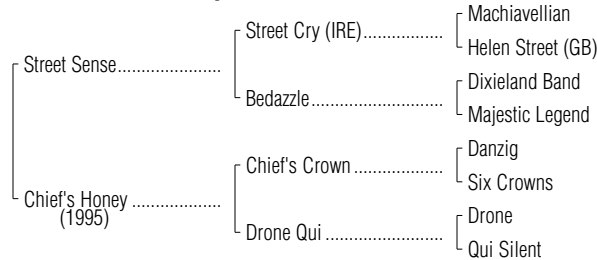 Machiavellian
Street Cry (IRE)..................
Helen Street (GB)
Street Sense.......................
Dixieland Band
Bedazzle.............................
Majestic Legend
Danzig
Chief's Crown ....................
Six Crowns
Chief's Honey ....................
(1995)
Drone
Drone Qui ..........................
Qui Silent